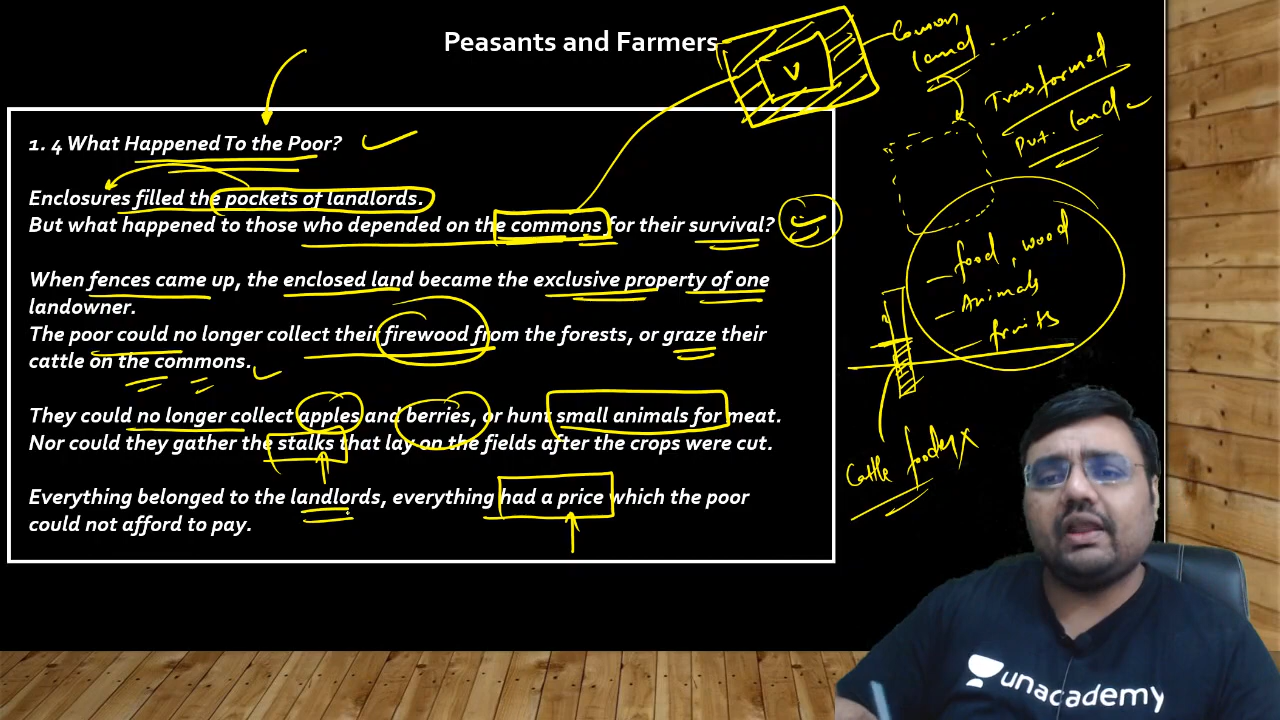 Peasants and Farmers
1. 4 What Happened To the Poor?
Enclosures filled the pockets of landlords.
But what happened to those who depended on the commons for their survival?
When fences came up, the enclosed land became the exclusive property of one
landowner.
The poor could no longer collect their firewood from the forests, or graze their
cattle on the commons.
They could no longer collect apples and berries, or hunt small animals for meat.
Nor could they gather the stalks that lay on the fields after the crops were cut.
Everything belonged to the landlords, everything had a price which the poor
could not afford to pay.
V
Common
land
Transformed
Pvt. land
food, wood
Animals
fruits
Cattle
unacademy